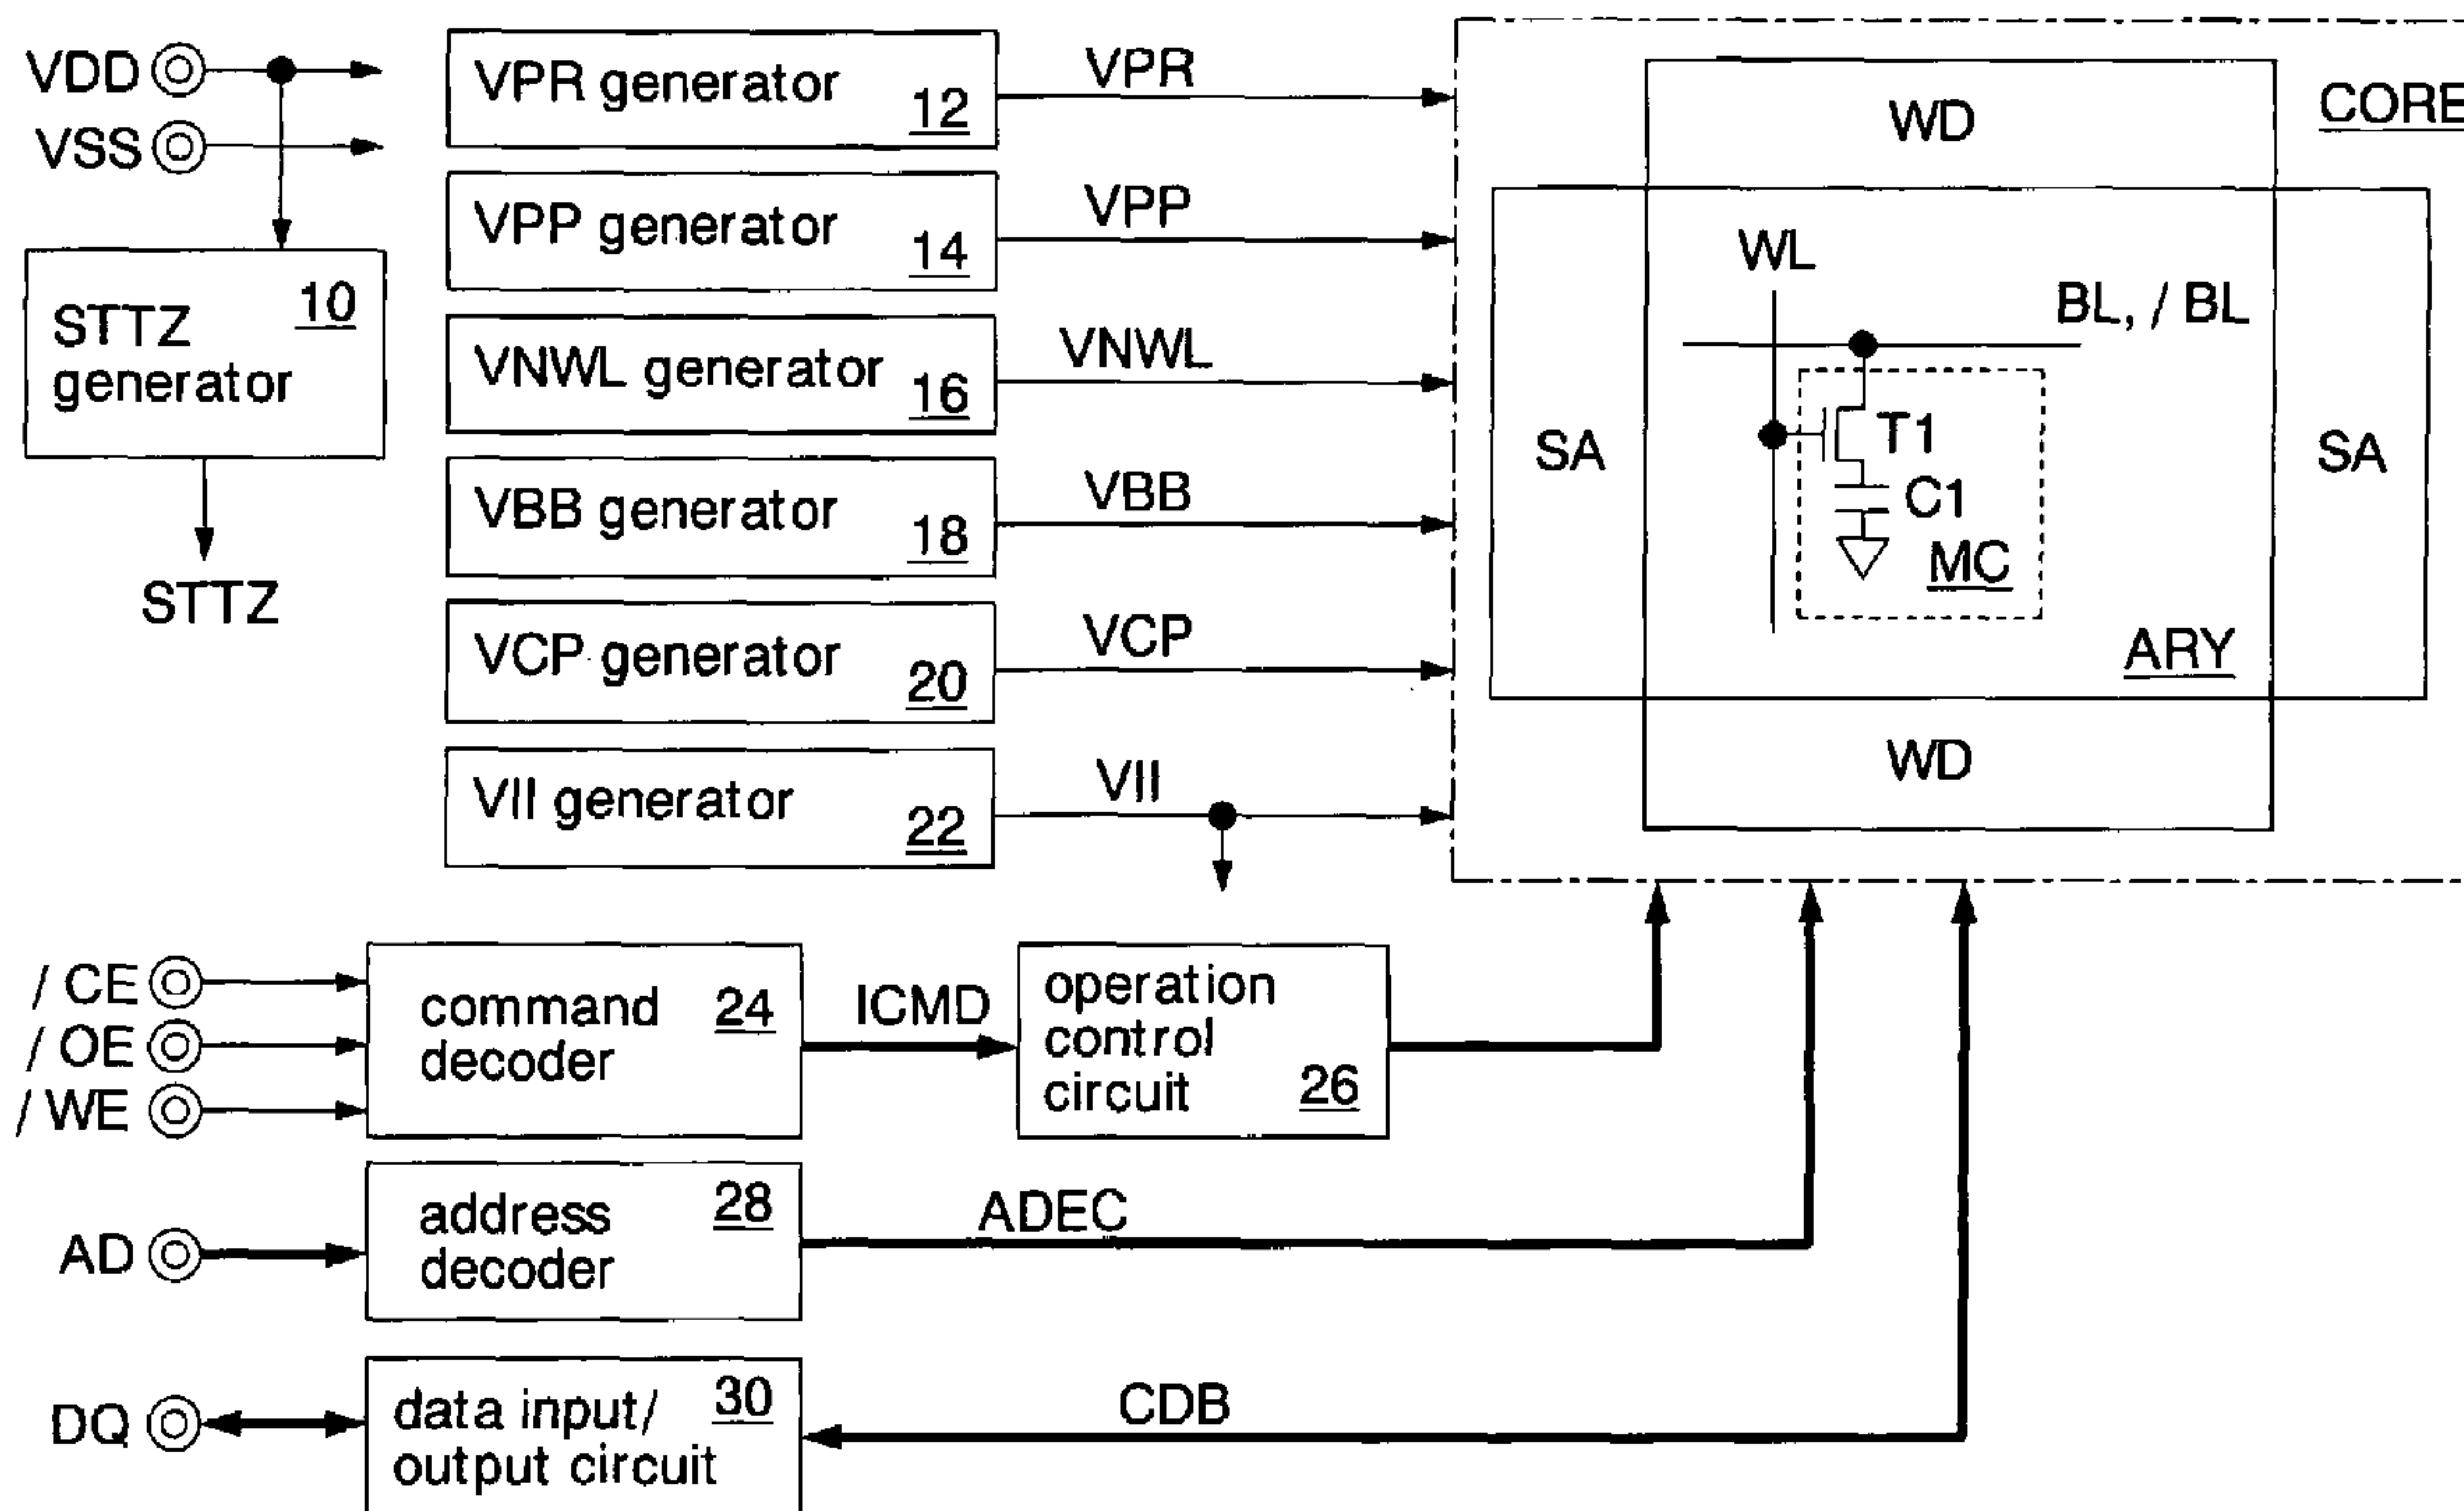 VDD
VSS
STTZ
generator
10
STTZ
VPR generator
12
VPR
VPP generator
14
VPP
VNWL generator
16
VNWL
VBB generator
18
VBB
VCP generator
20
VCP
VII generator
22
VII
CORE
WD
SA
WL
BL, / BL
T1
C1
MC
ARY
SA
WD
/ CE
/ OE
/ WE
command
decoder
24
ICMD
operation
control
circuit
26
AD
address
decoder
28
ADEC
DQ
data input/
output circuit
30
CDB